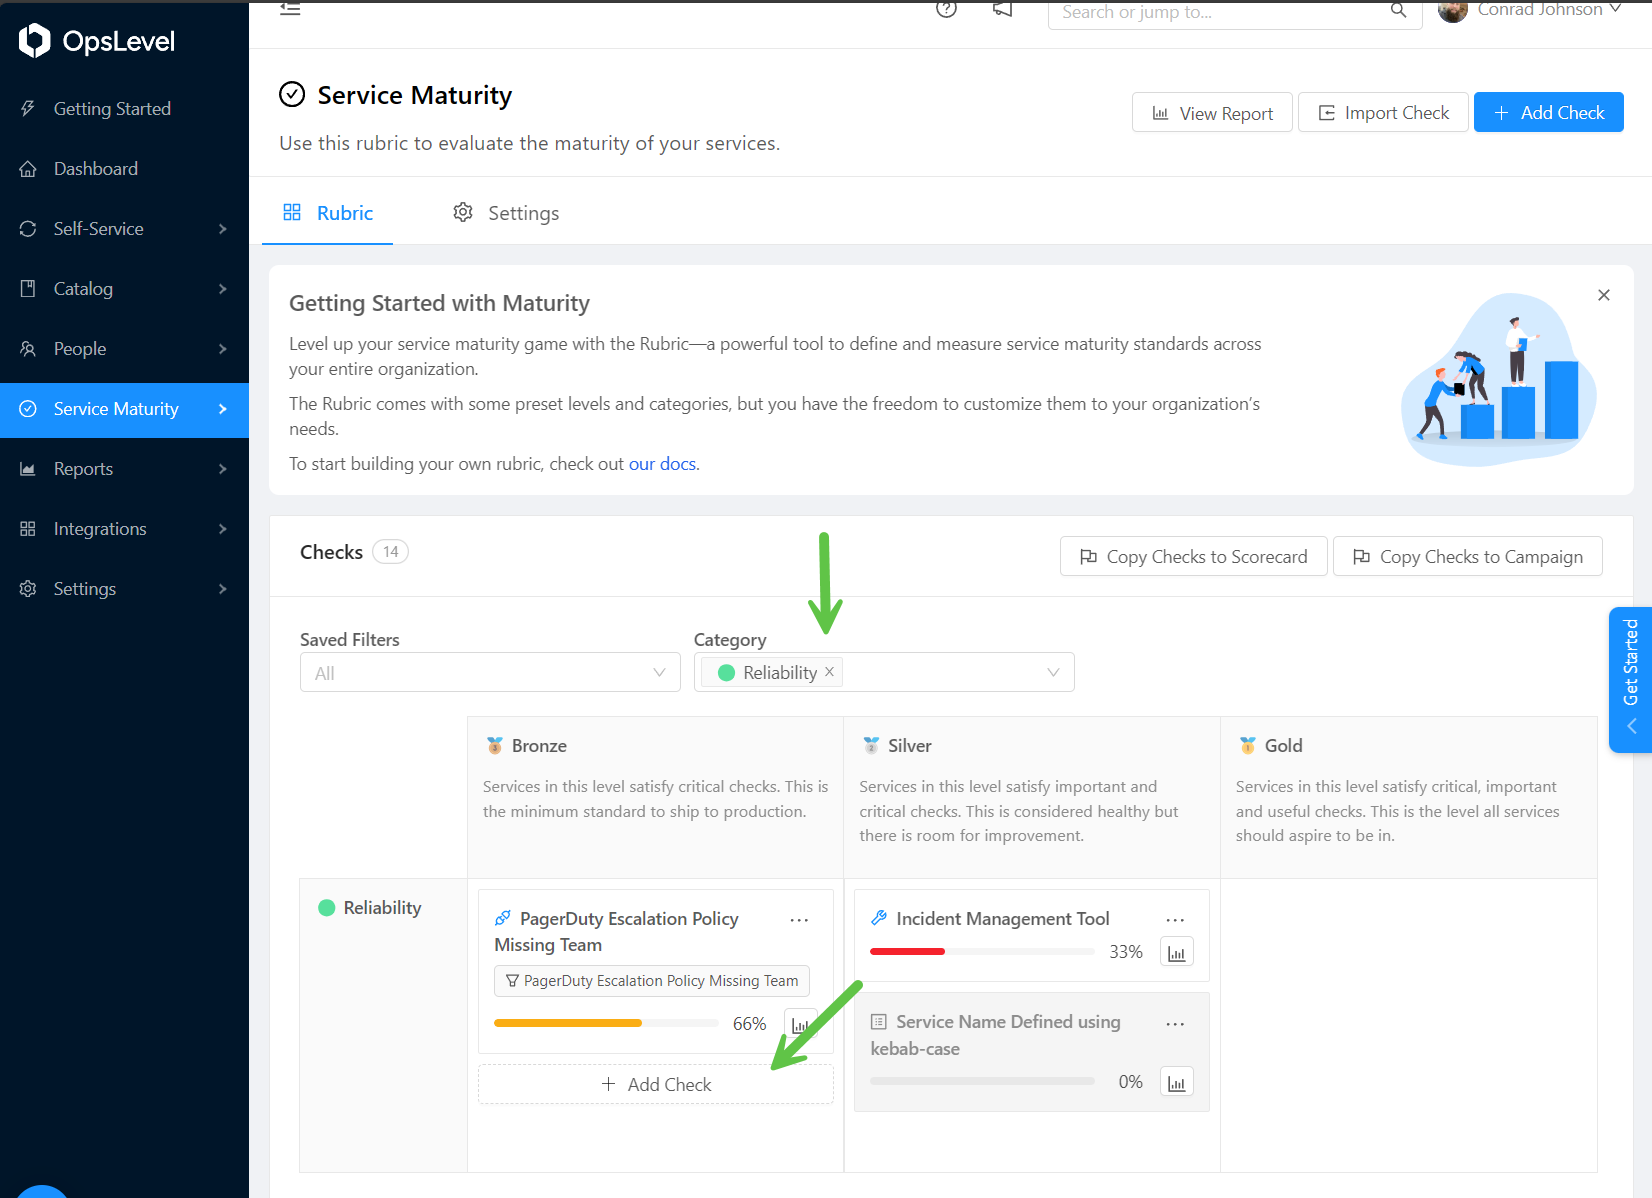 OpsLevel
Getting Started
Dashboard
Self-Service
Catalog
People
Service Maturity
Reports
Integrations
Settings
Search or jump to...
Conrad Johnson
Service Maturity
Use this rubric to evaluate the maturity of your services.
View Report
Import Check
Add Check
Rubric
Settings
Getting Started with Maturity
Level up your service maturity game with the Rubric—a powerful tool to define and measure service maturity standards across
your entire organization.
The Rubric comes with some preset levels and categories, but you have the freedom to customize them to your organization’s
needs.
To start building your own rubric, check out our docs.
Checks 14
Copy Checks to Scorecard
Copy Checks to Campaign
Get Started
Saved Filters
All
Category
Reliability
Bronze
Services in this level satisfy critical checks. This is
the minimum standard to ship to production.
Silver
Services in this level satisfy important and
critical checks. This is considered healthy but
there is room for improvement.
Gold
Services in this level satisfy critical, important
and useful checks. This is the level all services
should aspire to be in.
Reliability
PagerDuty Escalation Policy
Missing Team
PagerDuty Escalation Policy Missing Team
66%
+ Add Check
Incident Management Tool
33%
Service Name Defined using
kebab-case
0%